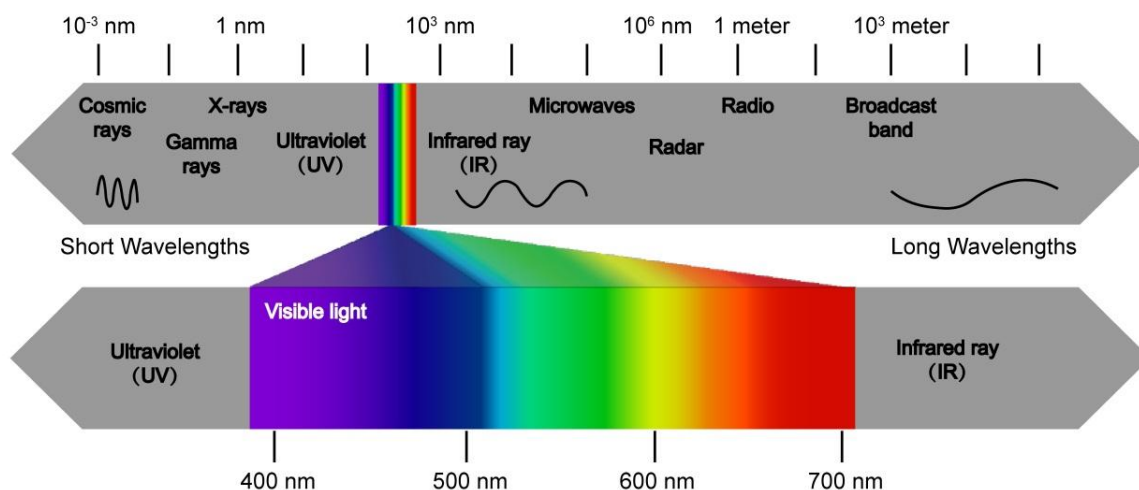 10⁻³ nm 1 nm 10³ nm 10⁶ nm 1 meter 10³ meter
Cosmic
rays
X-rays
Gamma
rays
Ultraviolet
(UV)
Infrared ray
(IR)
Microwaves
Radar
Radio
Broadcast
band
Short Wavelengths
Long Wavelengths
Visible light
Ultraviolet
(UV)
Infrared ray
(IR)
400 nm 500 nm 600 nm 700 nm